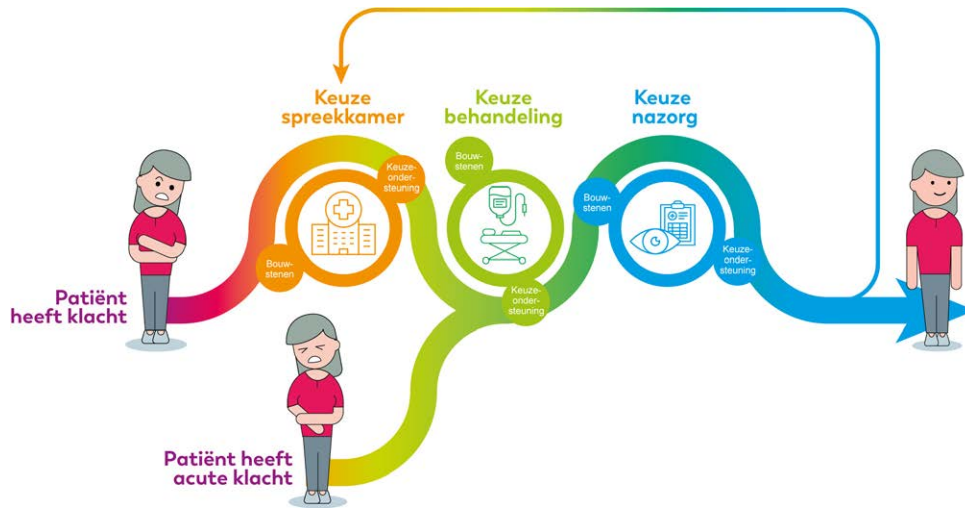 Keuze
spreekkamer
Keuze
behandeling
Keuze
nazorg
Bouw-
stenen
Keuze-
onder-
steuning
Bouw-
stenen
Keuze-
onder-
steuning
Bouw-
stenen
Keuze-
onder-
steuning
Patiënt
heeft klacht
Patiënt heeft
acute klacht